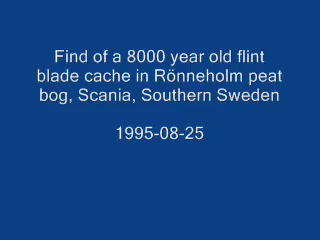 Find of a 8000 year old flint
blade cache in Rönneholm peat
bog, Scania, Southern Sweden
1995-08-25